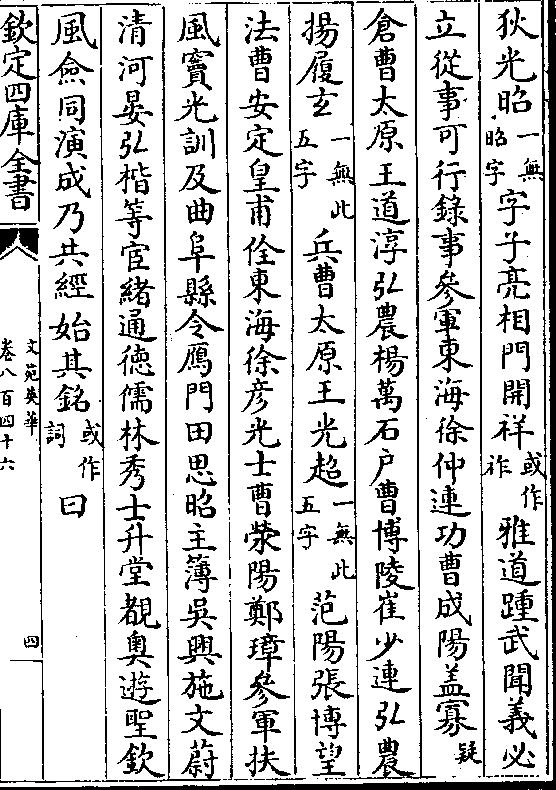 狄光昭一無昭字字子亮相門開祥或作祚雅道踵武聞義必
立從事可行錄事參軍東海徐仲連功曹成陽蓋寡疑
倉曹太原王道淳弘農楊萬石户曹博陵崔少連弘農
揚履玄一無此五字兵曹太原王光超一無此五字范陽張博望
法曹安定皇甫佺東海徐彦光士曹滎陽鄭璋參軍扶
風竇光訓及曲阜縣令鴈門田思昭主簿吳興施文蔚
清河晏弘楷等宦緒通德儒林秀士升堂覩奧遊聖欽
風僉同演成乃共經始其銘或作詞曰
欽定四庫全書
文苑英華
卷八百四十六
四